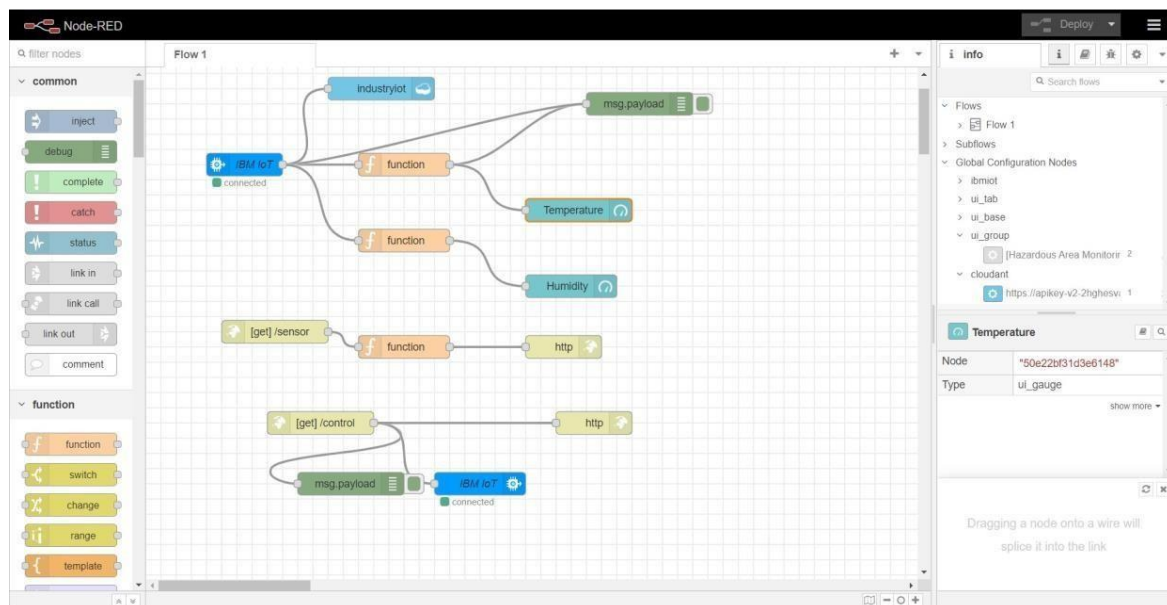 Node-RED
Deploy
filter nodes
common
inject
debug
complete
catch
status
link in
link call
link out
comment
function
function
switch
change
range
template
Flow 1
industryiot
msg.payload
IBM IoT
connected
function
Temperature
function
Humidity
[get] /sensor
function
http
[get] /control
http
msg.payload
IBM IoT
connected
i info
i
Search flows
Flows
Flow 1
Subflows
Global Configuration Nodes
ibmiot
ui_tab
ui_base
ui_group
[Hazardous Area Monitorir 2
cloudant
https://apikey-v2-2hghesv 1
Temperature
Node "50e22bf31d3e6148"
Type ui_gauge
show more
Dragging a node onto a wire will
splice it into the link